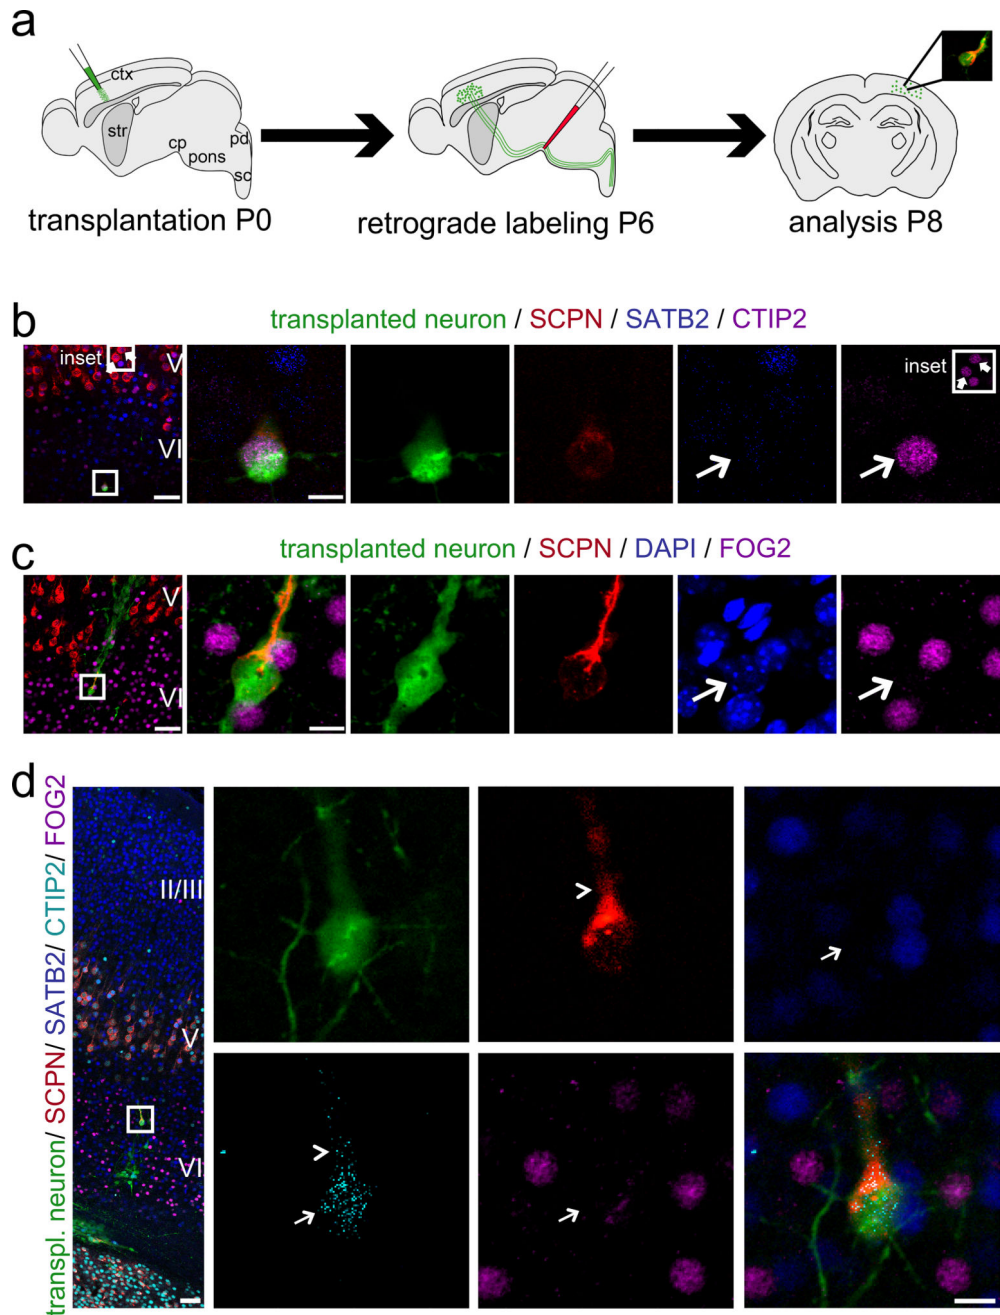 a
ctx
str
cp
pons
pd
sc
transplantation P0
retrograde labeling P6
analysis P8
b
transplanted neuron / SCPN / SATB2 / CTIP2
inset
V
VI
inset
c
transplanted neuron / SCPN / DAPI / FOG2
V
VI
d
transpl. neuron/ SCPN/ SATB2/ CTIP2/ FOG2
II/III
V
VI